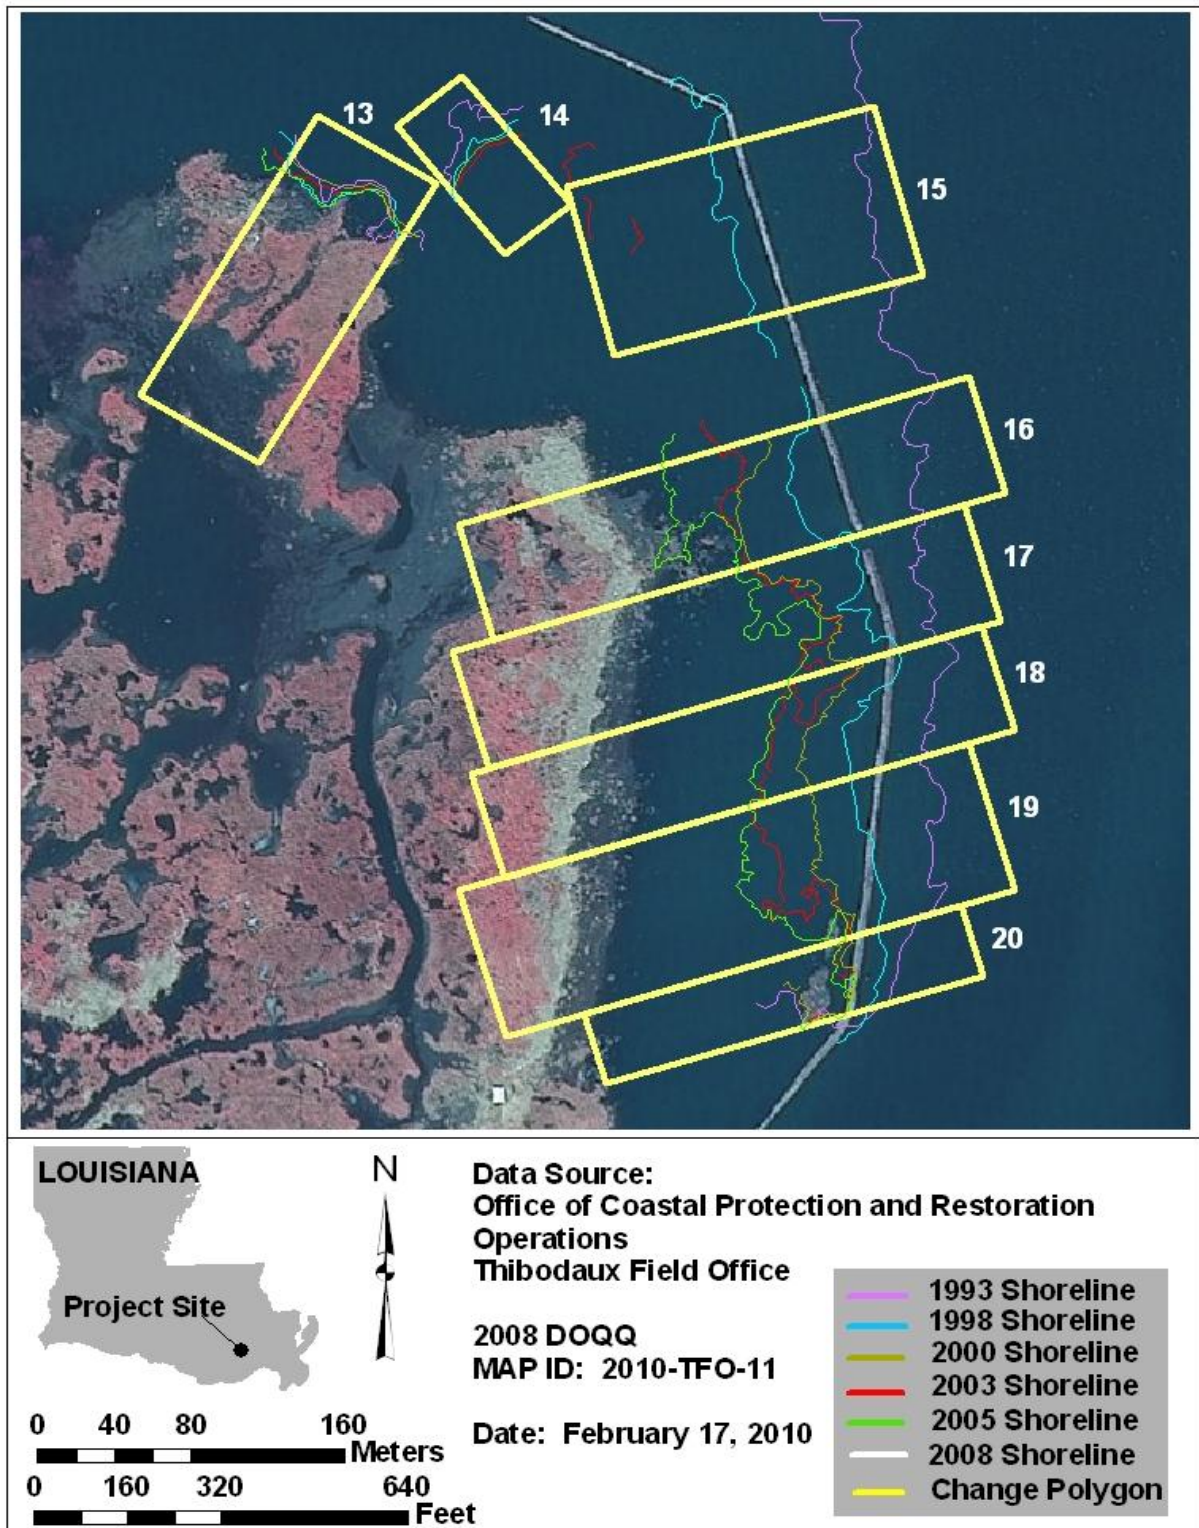 13
14
15
16
17
18
19
20
LOUISIANA
Project Site
N
0 40 80 160
Meters
0 160 320 640
Feet
Data Source:
Office of Coastal Protection and Restoration
Operations
Thibodaux Field Office
2008 DOQQ
MAP ID: 2010-TFO-11
Date: February 17, 2010
1993 Shoreline
1998 Shoreline
2000 Shoreline
2003 Shoreline
2005 Shoreline
2008 Shoreline
Change Polygon